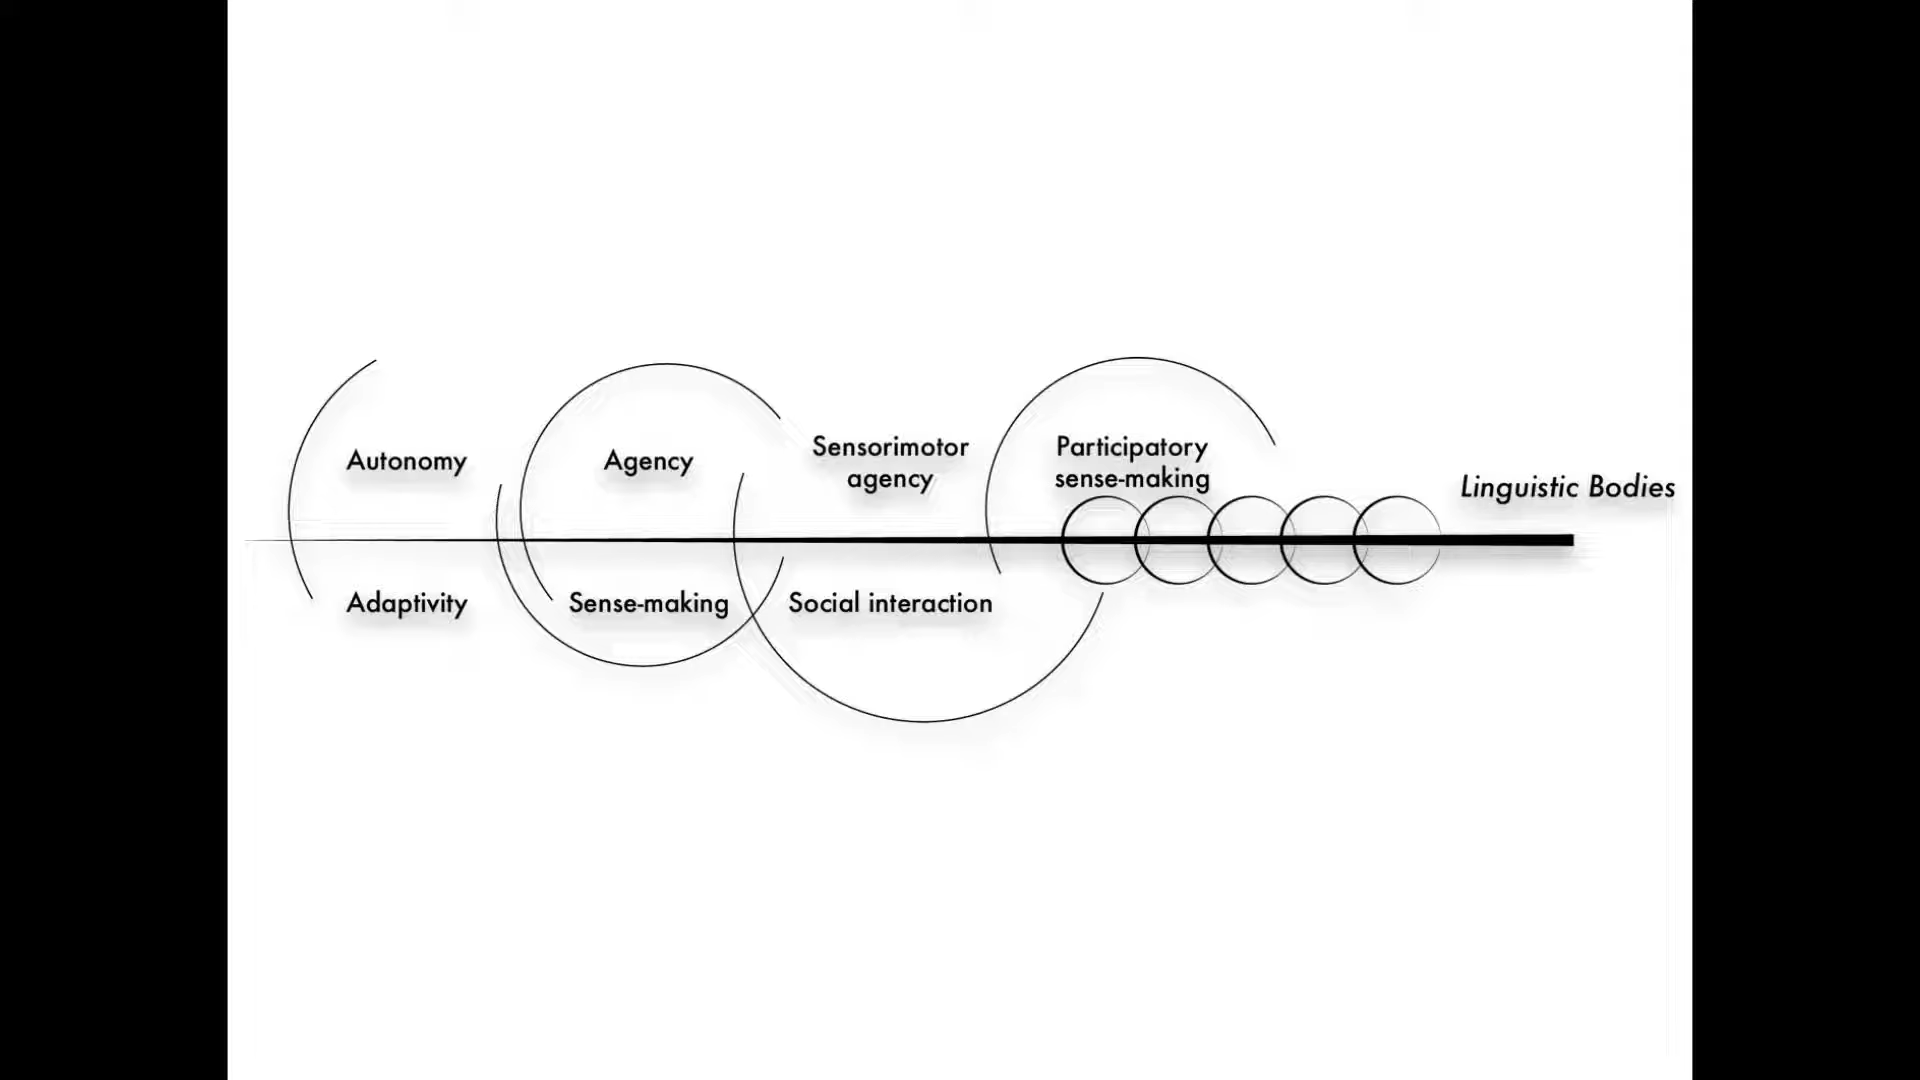 Autonomy
Agency
Sensorimotor
agency
Participatory
sense-making
Linguistic Bodies
Adaptivity
Sense-making
Social interaction